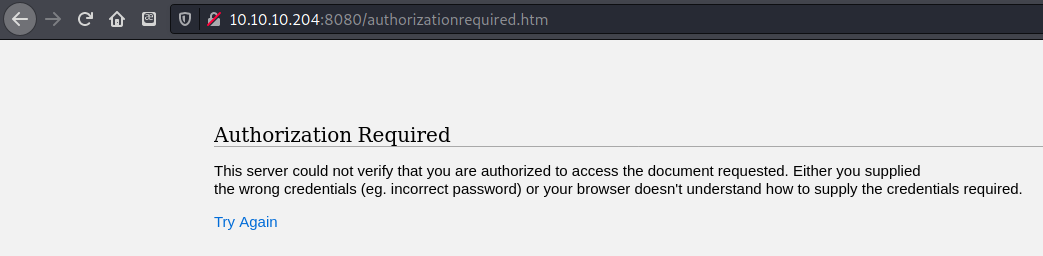 10.10.10.204:8080/authorizationrequired.htm
Authorization Required
This server could not verify that you are authorized to access the document requested. Either you supplied
the wrong credentials (eg. incorrect password) or your browser doesn't understand how to supply the credentials required.
Try Again